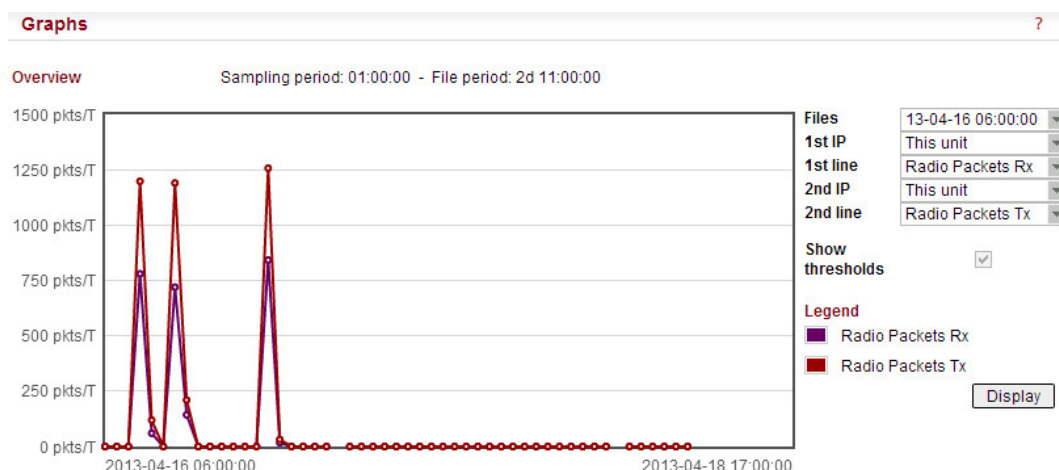 Graphs ?
Overview Sampling period: 01:00:00 - File period: 2d 11:00:00
1500 pkts/T
1250 pkts/T
1000 pkts/T
750 pkts/T
500 pkts/T
250 pkts/T
0 pkts/T
2013-04-16 06:00:00 2013-04-18 17:00:00
Files 13-04-16 06:00:00
1st IP This unit
1st line Radio Packets Rx
2nd IP This unit
2nd line Radio Packets Tx
Show
thresholds
Legend
Radio Packets Rx
Radio Packets Tx
Display